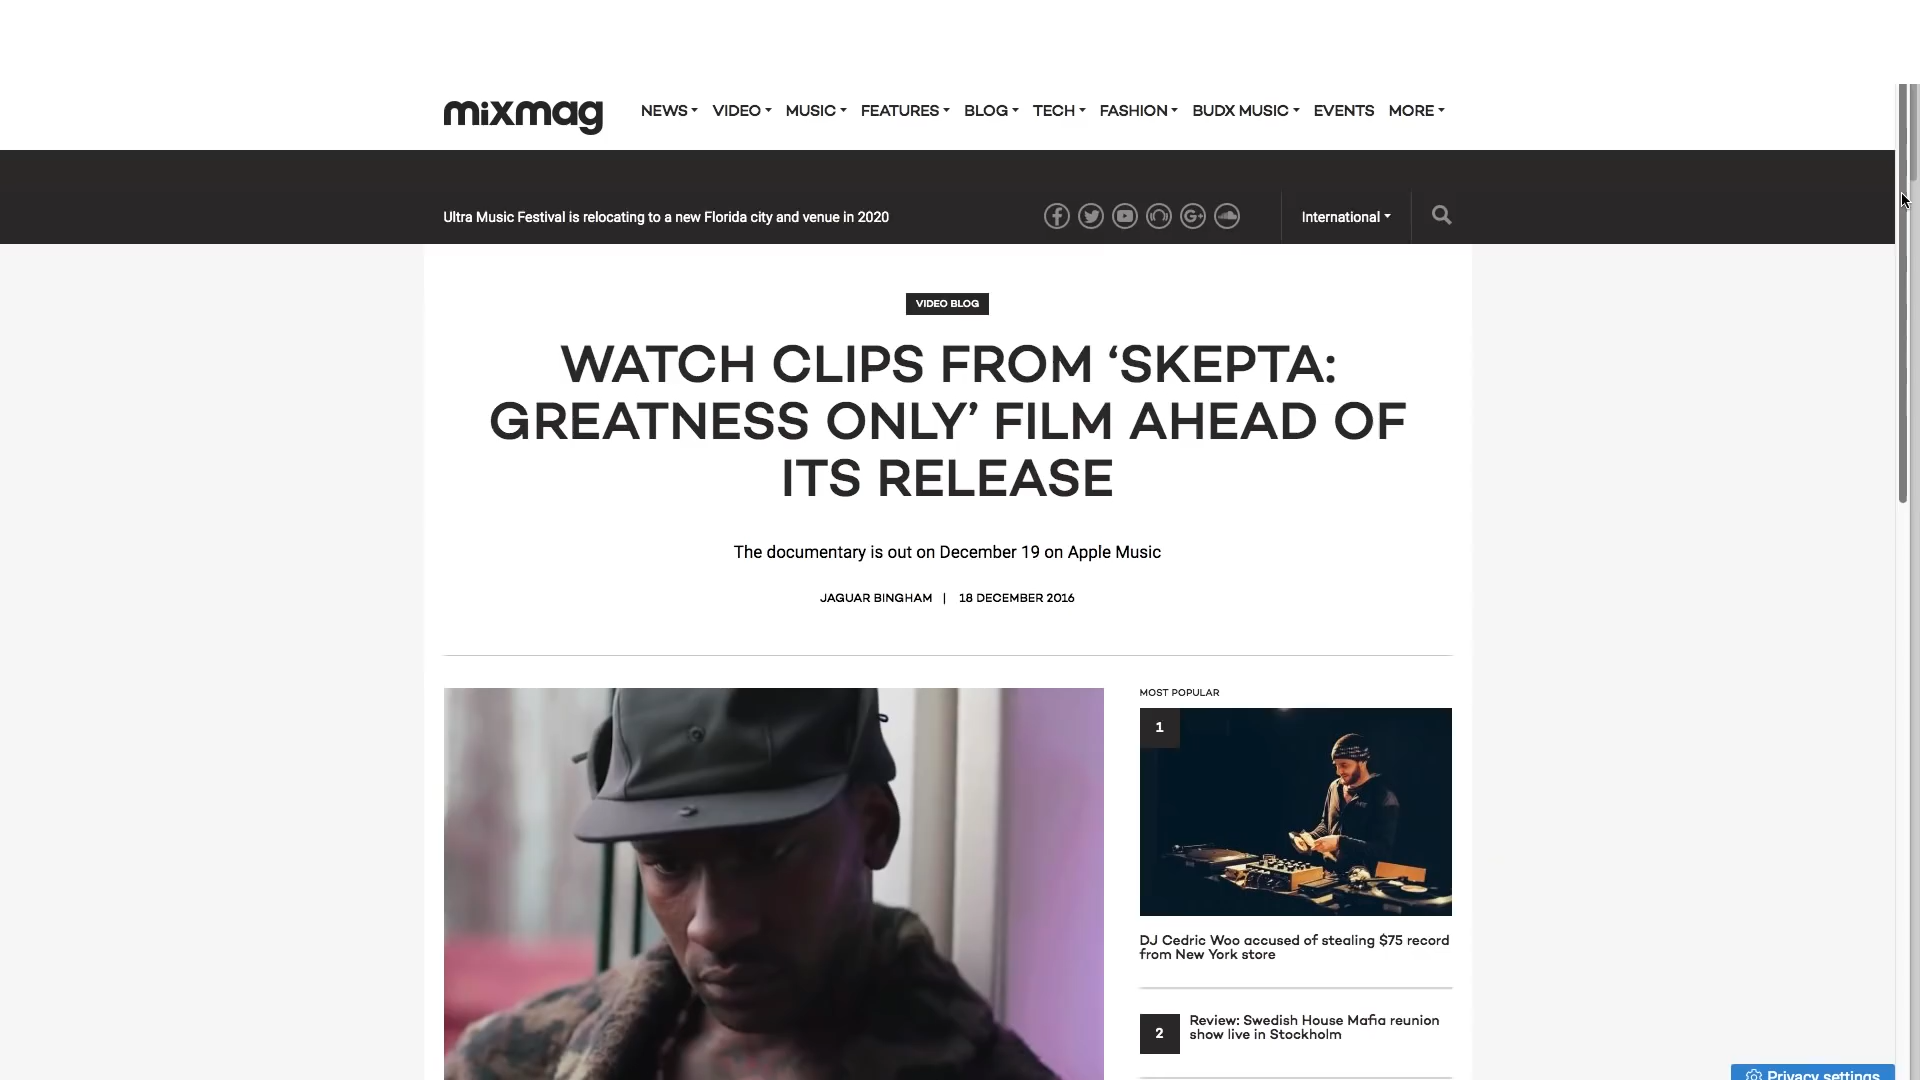 mixmag
NEWS VIDEO MUSIC FEATURES BLOG TECH FASHION BUDX MUSIC EVENTS MORE
Ultra Music Festival is relocating to a new Florida city and venue in 2020
International
VIDEO BLOG
WATCH CLIPS FROM ‘SKEPTA:
GREATNESS ONLY’ FILM AHEAD OF
ITS RELEASE
The documentary is out on December 19 on Apple Music
JAGUAR BINGHAM | 18 DECEMBER 2016
MOST POPULAR
1
DJ Cedric Woo accused of stealing $75 record
from New York store
2
Review: Swedish House Mafia reunion
show live in Stockholm
Privacy settings